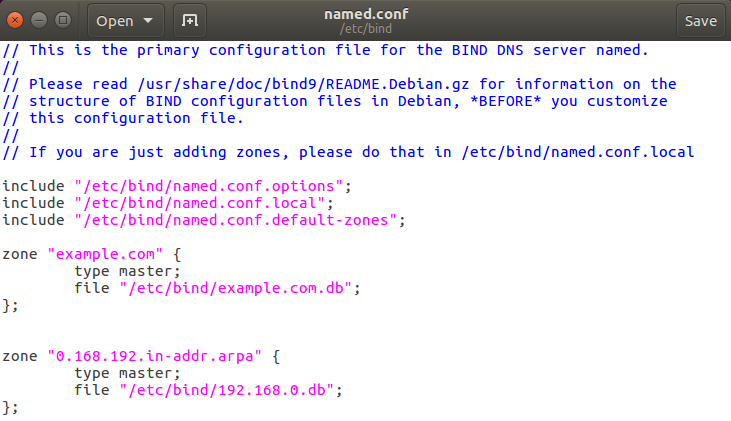 Open
named.conf
/etc/bind
Save
// This is the primary configuration file for the BIND DNS server named.
//
// Please read /usr/share/doc/bind9/README.Debian.gz for information on the
// structure of BIND configuration files in Debian, *BEFORE* you customize
// this configuration file.
//
// If you are just adding zones, please do that in /etc/bind/named.conf.local

include "/etc/bind/named.conf.options";
include "/etc/bind/named.conf.local";
include "/etc/bind/named.conf.default-zones";

zone "example.com" {
        type master;
        file "/etc/bind/example.com.db";
};

zone "0.168.192.in-addr.arpa" {
        type master;
        file "/etc/bind/192.168.0.db";
};